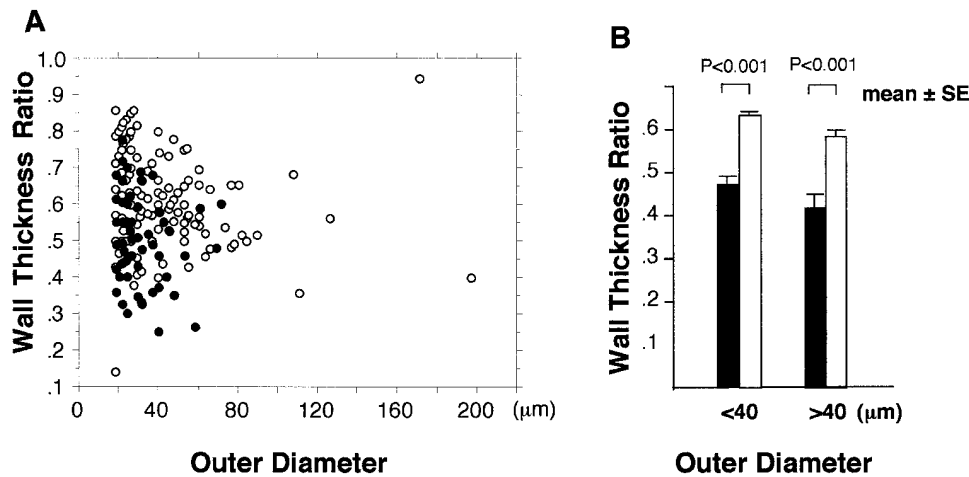 A
Wall Thickness Ratio
1.0
.9
.8
.7
.6
.5
.4
.3
.2
.1
0 40 80 120 160 200 (μm)
Outer Diameter
B
P<0.001 P<0.001
mean ± SE
Wall Thickness Ratio
.6
.5
.4
.3
.2
.1
<40 >40 (μm)
Outer Diameter